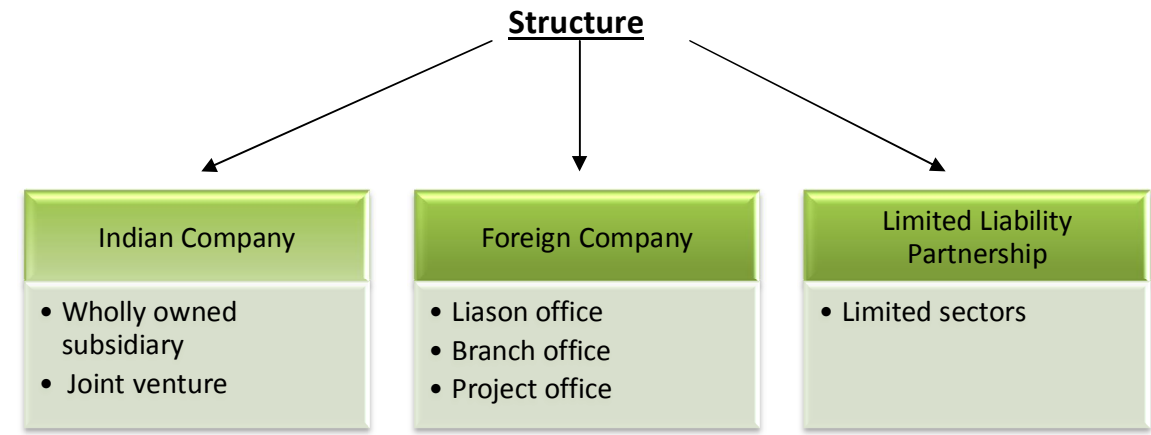 Structure
Indian Company
• Wholly owned
subsidiary
• Joint venture
Foreign Company
• Liason office
• Branch office
• Project office
Limited Liability
Partnership
• Limited sectors